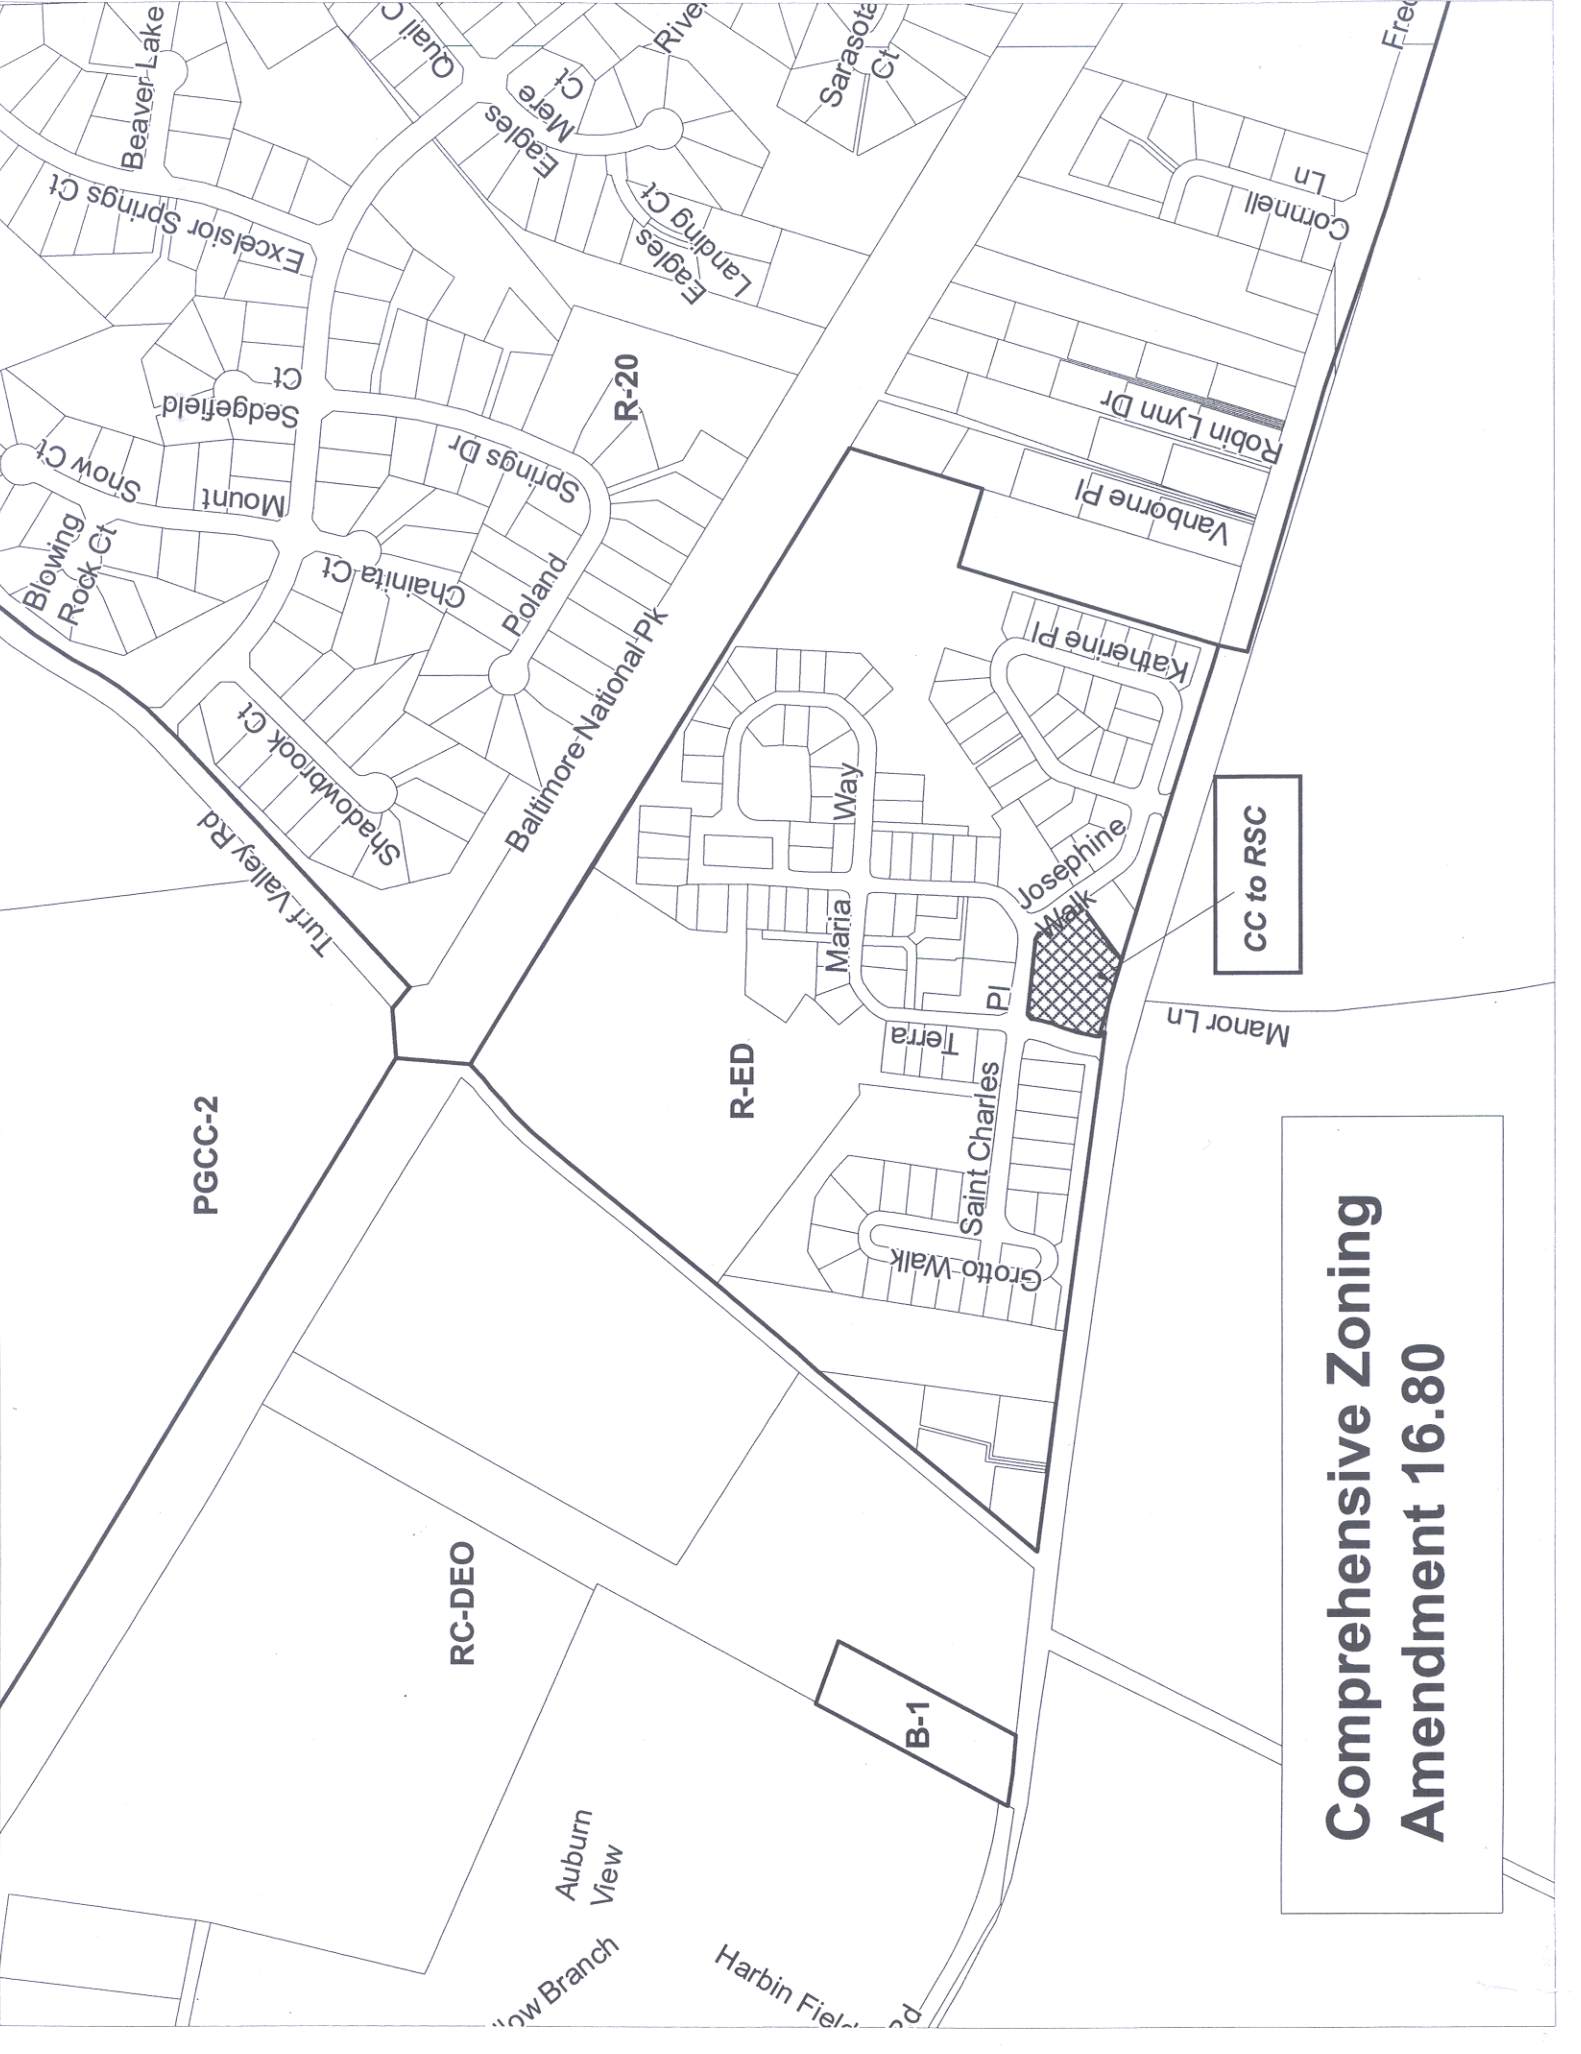 Beaver Lake
Quail C
Eagles
Mere
Ct
Sarasota
Ct
Excelsior Springs Ct
Eagles
Landing Ct
Cornnell
Ln
Sedgefield
Ct
R-20
Springs Dr
Robin Lynn Dr
Snow Ct
Mount
Vanborne Pl
Blowing
Rock Ct
Chainita Ct
Poland
Katherine Pl
Shadowbrook Ct
Baltimore National Pk
Turf Valley Rd
Way
Maria
Josephine
Walk
CC to RSC
Terra
Pl
Manor Ln
PGCC-2
R-ED
Saint Charles
Grotto Walk
RC-DEO
B-1
Auburn
View
Branch
Harbin Field
Comprehensive Zoning
Amendment 16.80